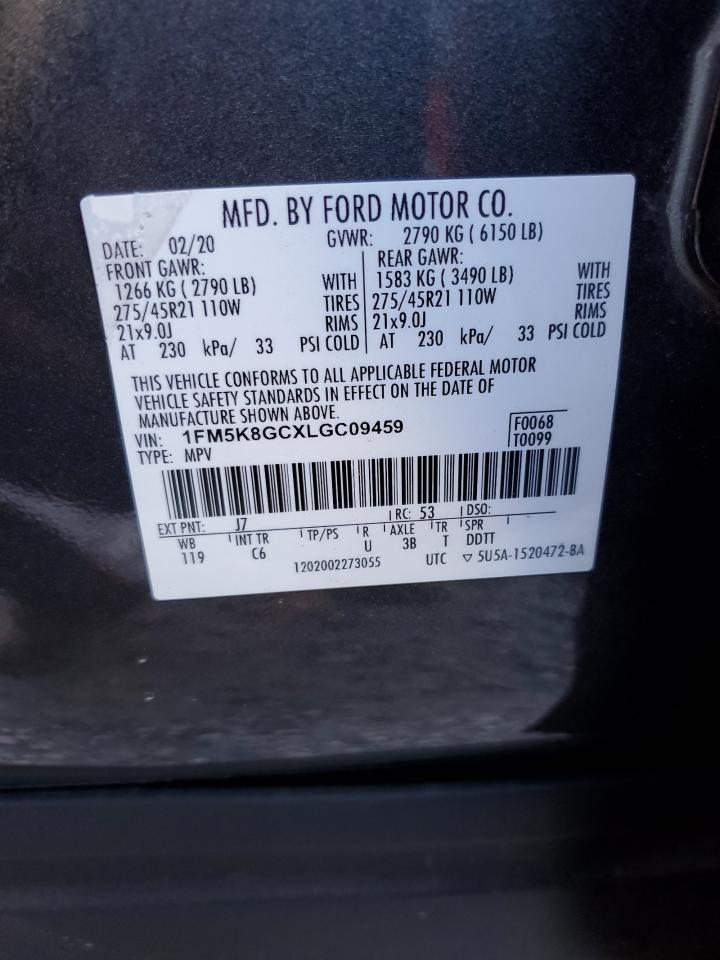 MFD. BY FORD MOTOR CO.
DATE: 02/20 GVWR: 2790 KG ( 6150 LB)
FRONT GAWR: REAR GAWR:
1266 KG ( 2790 LB) WITH 1583 KG ( 3490 LB) WITH
275/45R21 110W TIRES 275/45R21 110W TIRES
21x9.0J RIMS 21x9.0J RIMS
AT 230 kPa/ 33 PSI COLD AT 230 kPa/ 33 PSI COLD
THIS VEHICLE CONFORMS TO ALL APPLICABLE FEDERAL MOTOR
VEHICLE SAFETY STANDARDS IN EFFECT ON THE DATE OF
MANUFACTURE SHOWN ABOVE.
VIN: 1FM5K8GCXLGC09459 F0068
TYPE: MPV T0099
EXT PNT: J7 RC: 53 DSO:
WB INT TR TP/PS R AXLE TR SPR
119 C6 U 3B T DDTT
1202002273055 UTC ▽ 5U5A-1520472-BA